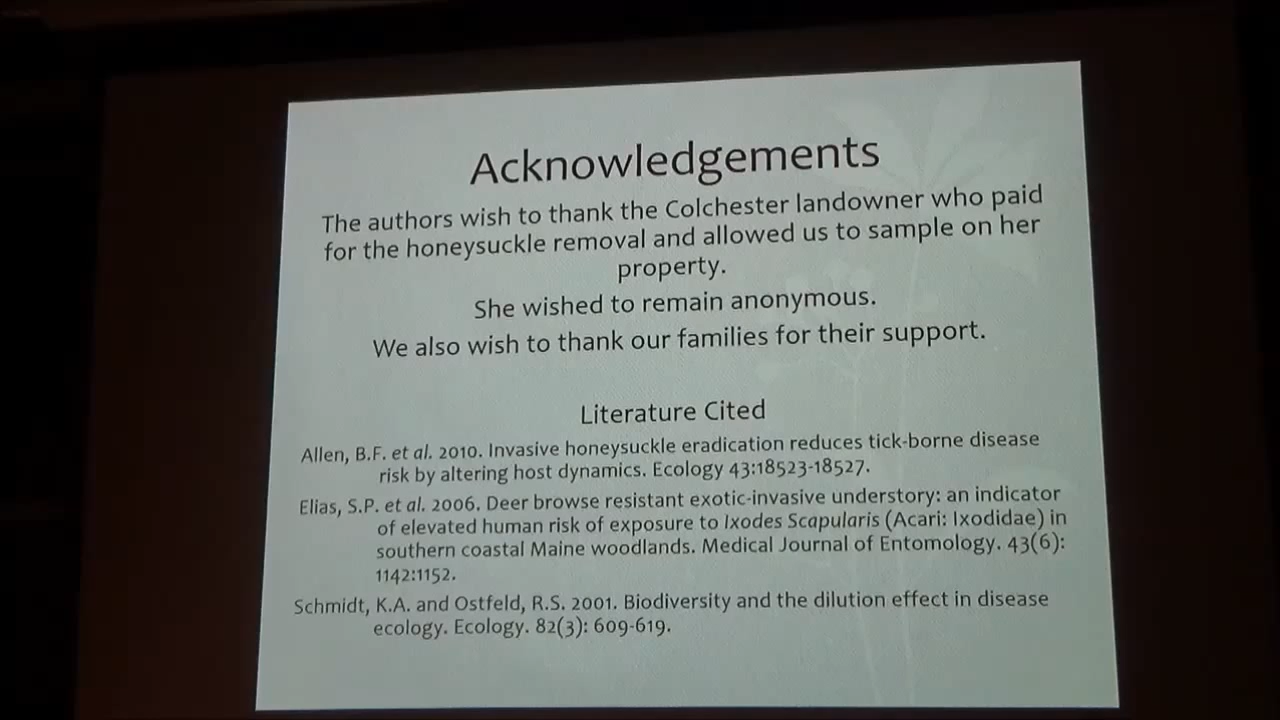 Acknowledgements
The authors wish to thank the Colchester landowner who paid
for the honeysuckle removal and allowed us to sample on her
property.
She wished to remain anonymous.
We also wish to thank our families for their support.
Literature Cited
Allen, B.F. et al. 2010. Invasive honeysuckle eradication reduces tick-borne disease
risk by altering host dynamics. Ecology 43:18523-18527.
Elias, S.P. et al. 2006. Deer browse resistant exotic-invasive understory: an indicator
of elevated human risk of exposure to Ixodes Scapularis (Acari: Ixodidae) in
southern coastal Maine woodlands. Medical Journal of Entomology. 43(6):
1142:1152.
Schmidt, K.A. and Ostfeld, R.S. 2001. Biodiversity and the dilution effect in disease
ecology. Ecology. 82(3): 609-619.